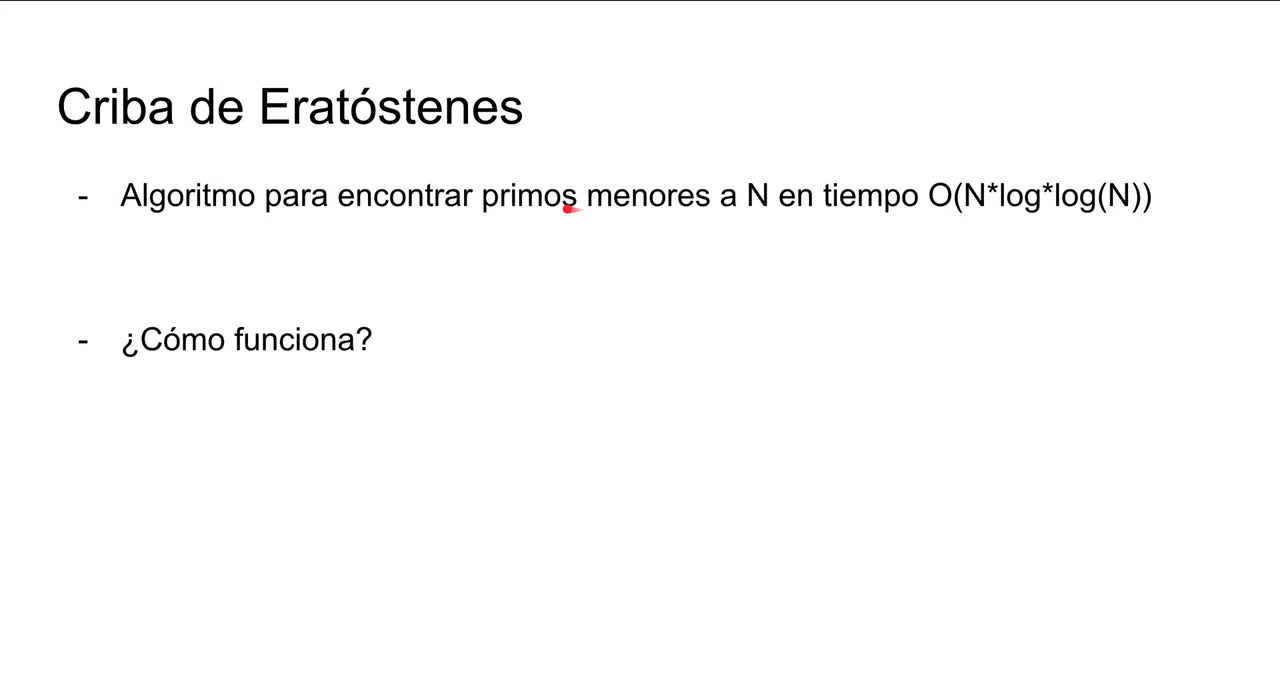 Criba de Eratóstenes
- Algoritmo para encontrar primos menores a N en tiempo O(N*log*log(N))
- ¿Cómo funciona?